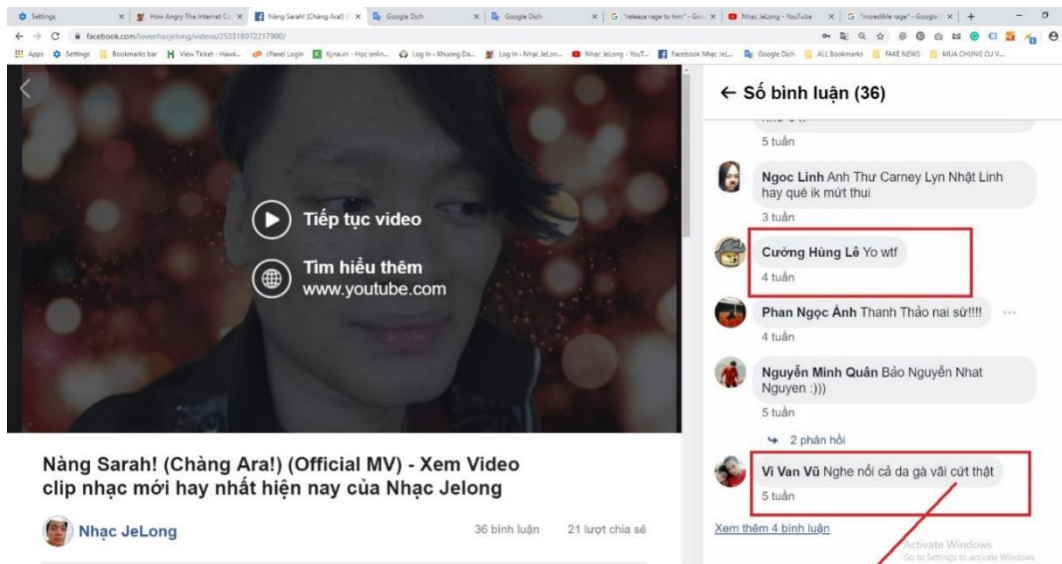 Settings
How Angry The Internet Ca
Nàng Sarah! (Chàng Ara!) (
Google Dịch
Google Dịch
"release rage to him" - Goo
Nhạc JeLong - YouTube
"incredible rage" - Google
facebook.com/lovenhacjelong/videos/253318072217900/
Apps
Settings
Bookmarks bar
View Ticket - Hawk...
cPanel Login
Kyna.vn - Học onlin...
Log In ‹ Khuong Da...
Log In ‹ Nhạc JeLon...
Nhạc JeLong - YouT...
Facebook Nhạc JeL...
Google Dịch
ALL Bookmarks
FAKE NEWS
MUA CHUNG CU V...
Tiếp tục video
Tìm hiểu thêm
www.youtube.com
Nàng Sarah! (Chàng Ara!) (Official MV) - Xem Video
clip nhạc mới hay nhất hiện nay của Nhạc Jelong
Nhạc JeLong
36 bình luận 21 lượt chia sẻ
← Số bình luận (36)
5 tuần
Ngoc Linh Anh Thư Carney Lyn Nhật Linh
hay qué ik mứt thui
3 tuần
Cường Hùng Lê Yo wtf
4 tuần
Phan Ngọc Ánh Thanh Thảo nai sừ!!!!
4 tuần
Nguyễn Minh Quân Bảo Nguyễn Nhat
Nguyen :)))
5 tuần
2 phản hồi
Vi Van Vũ Nghe nổi cả da gà vãi cứt thật
5 tuần
Xem thêm 4 bình luận
Activate Windows
Go to Settings to activate Windows.